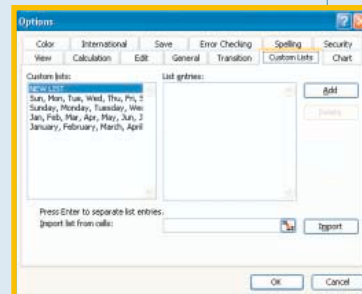 Options
Color International Save Error Checking Spelling Security
View Calculation Edit General Transition Custom Lists Chart
Custom lists: List entries:
NEW LIST
Sun, Mon, Tue, Wed, Thu, Fri, S
Sunday, Monday, Tuesday, Wed
Jan, Feb, Mar, Apr, May, Jun, J
January, February, March, April
Add
Delete
Press Enter to separate list entries.
Import list from cells:
Import
OK Cancel